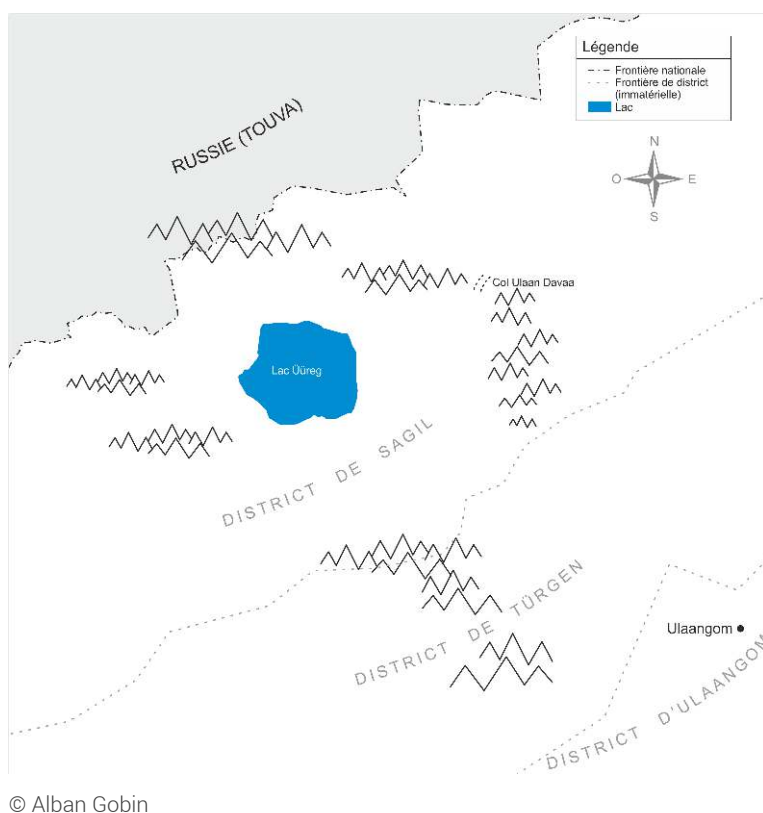 Légende
Frontière nationale
Frontière de district
(immatérielle)
Lac
RUSSIE (TOUVA)
N
O
E
S
Col Ulaan Davaa
Lac Üüreg
DISTRICT DE SAGIL
DISTRICT DE TÜRGEN
Ulaangom
DISTRICT D'ULAANGOM
© Alban Gobin